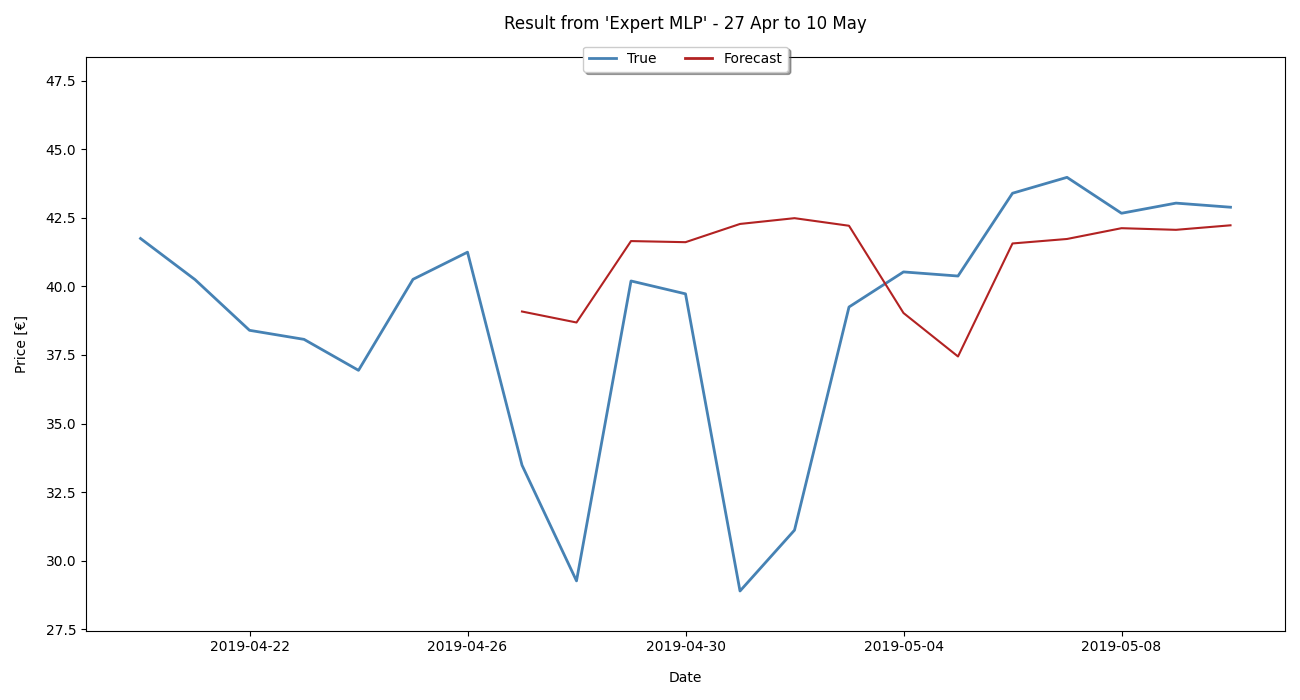 Result from 'Expert MLP' - 27 Apr to 10 May
True Forecast
47.5
45.0
42.5
40.0
37.5
35.0
32.5
30.0
27.5
Price [€]
2019-04-22 2019-04-26 2019-04-30 2019-05-04 2019-05-08
Date